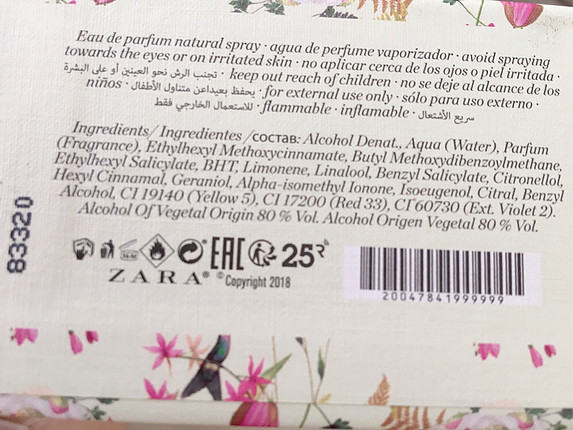 Eau de parfum natural spray · agua de perfume vaporizador · avoid spraying
towards the eyes or on irritated skin · no aplicar cerca de los ojos o piel irritada ·
تجنب الرش نحو العينين أو على البشرة · keep out reach of children · no se deje al alcance de los
niños · يحفظ بعيداعن متناول الأطفال · for external use only · sólo para uso externo ·
للاستعمال الخارجي فقط · flammable · inflamable · سريع الأشتعال
Ingredients/ Ingredientes /состав: Alcohol Denat., Aqua (Water), Parfum
(Fragrance), Ethylhexyl Methoxycinnamate, Butyl Methoxydibenzoylmethane,
Ethylhexyl Salicylate, BHT, Limonene, Linalool, Benzyl Salicylate, Citronellol,
Hexyl Cinnamal, Geraniol, Alpha-isomethyl Ionone, Isoeugenol, Citral, Benzyl
Alcohol, CI 19140 (Yellow 5), CI 17200 (Red 33), CI 60730 (Ext. Violet 2).
Alcohol Of Vegetal Origin 80 % Vol. Alcohol Origen Vegetal 80 % Vol.
83320
EAC 25
ZARA® ©Copyright 2018
20047841999999